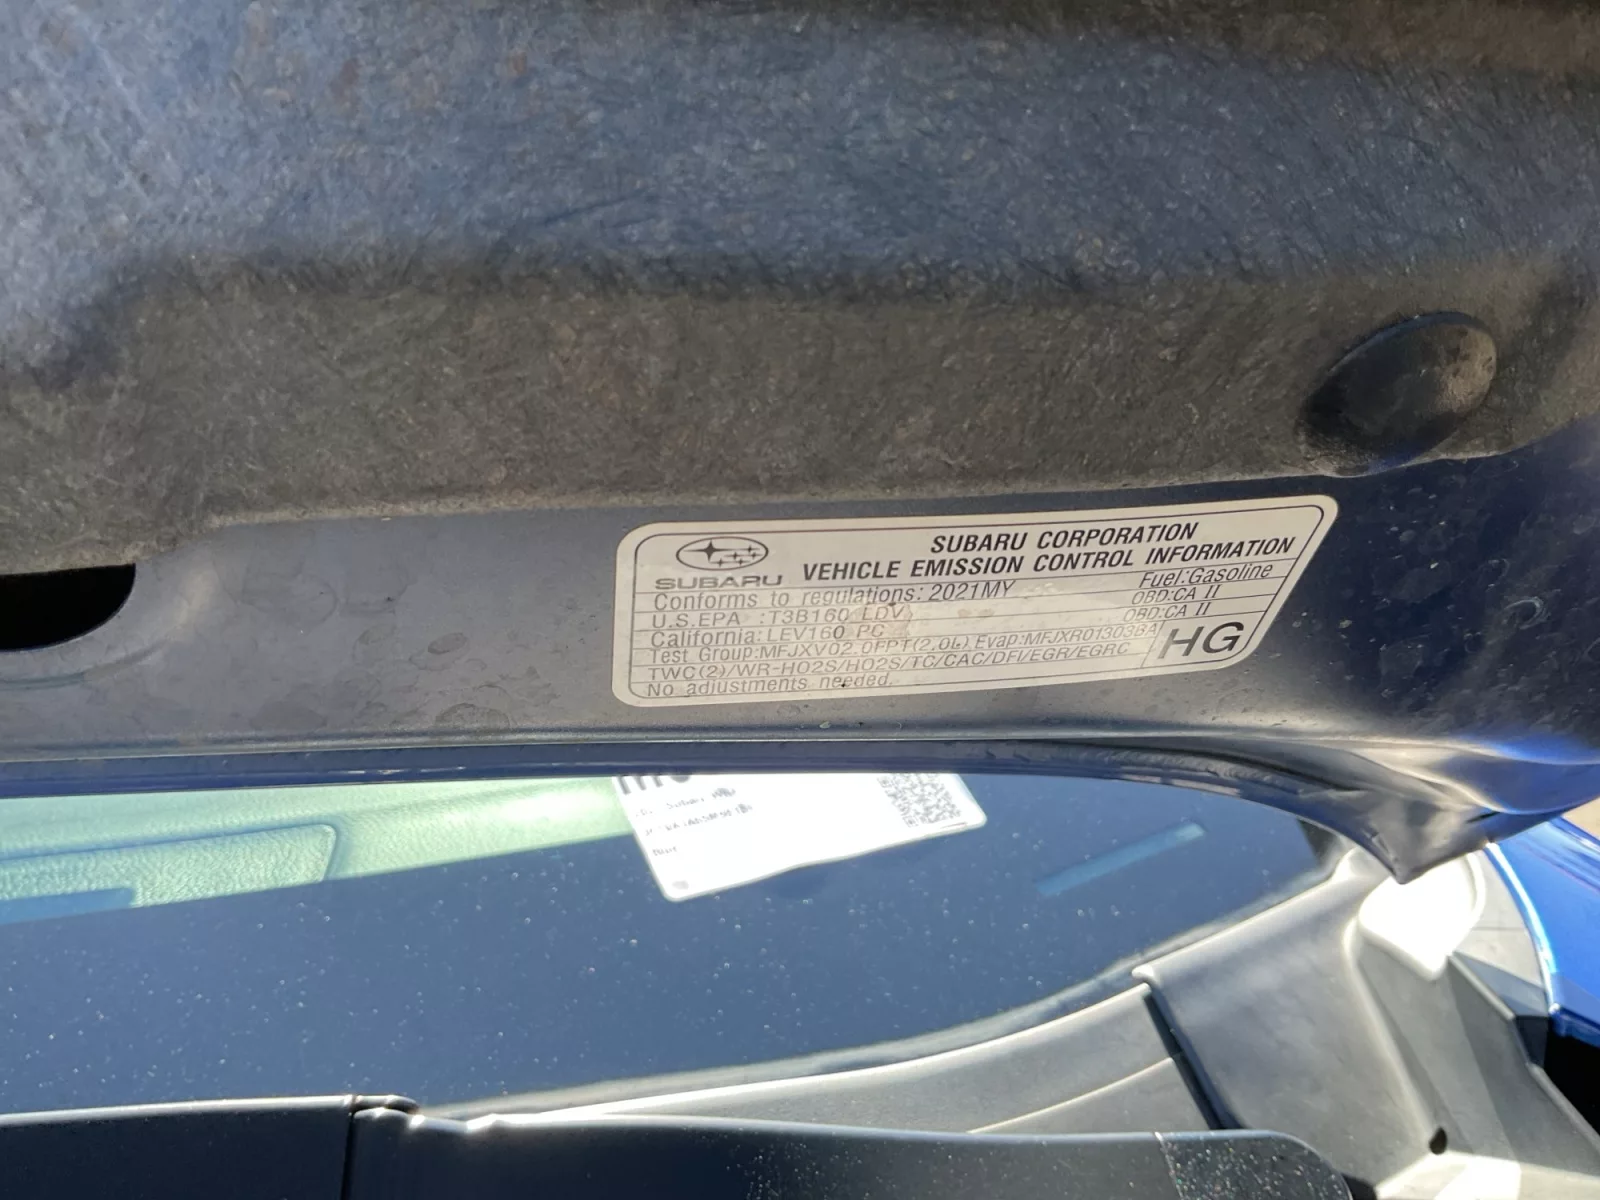 SUBARU CORPORATION
SUBARU VEHICLE EMISSION CONTROL INFORMATION
Conforms to regulations: 2021MY Fuel:Gasoline
U.S.EPA :T3B160 LDV OBD:CA II
California:LEV160 PC OBD:CA II
Test Group:MFJXV02.0FPT(2.0L) Evap:MFJXR01303BA
TWC(2)/WR-HO2S/HO2S/TC/CAC/DFI/EGR/EGRC
No adjustments needed.
HG